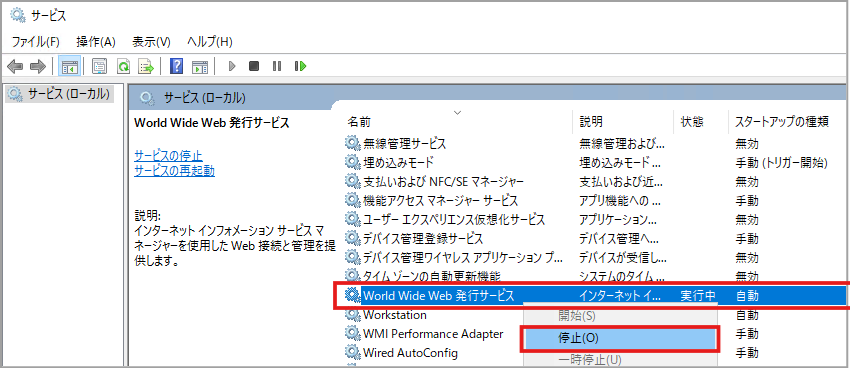 サービス
ファイル(F) 操作(A) 表示(V) ヘルプ(H)
サービス (ローカル)
サービス (ローカル)
World Wide Web 発行サービス
サービスの停止
サービスの再起動
説明:
インターネット インフォメーション サービス マ
ネージャーを使用した Web 接続と管理を提
供します。
名前 説明 状態 スタートアップの種類
無線管理サービス 無線管理および... 無効
埋め込みモード 埋め込みモード ... 手動 (トリガー開始)
支払いおよび NFC/SE マネージャー 支払いおよび近... 無効
機能アクセス マネージャー サービス アプリ機能への ... 手動
ユーザー エクスペリエンス仮想化サービス アプリケーション... 無効
デバイス管理登録サービス デバイス管理へ... 手動
デバイス管理ワイヤレス アプリケーション プ... デバイスが受信し... 無効
タイム ゾーンの自動更新機能 システムのタイム ... 無効
World Wide Web 発行サービス インターネット イ... 実行中 自動
Workstation 自動
WMI Performance Adapter 手動
Wired AutoConfig 手動
開始(S)
停止(O)
一時停止(U)